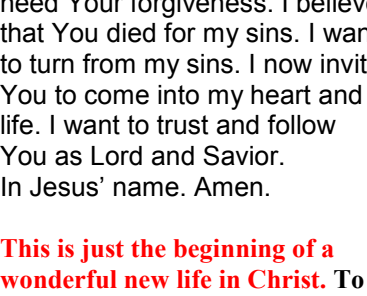 need Your forgiveness. I believe
that You died for my sins. I wan
to turn from my sins. I now invit
You to come into my heart and
life. I want to trust and follow
You as Lord and Savior.
In Jesus’ name. Amen.
This is just the beginning of a
wonderful new life in Christ. To